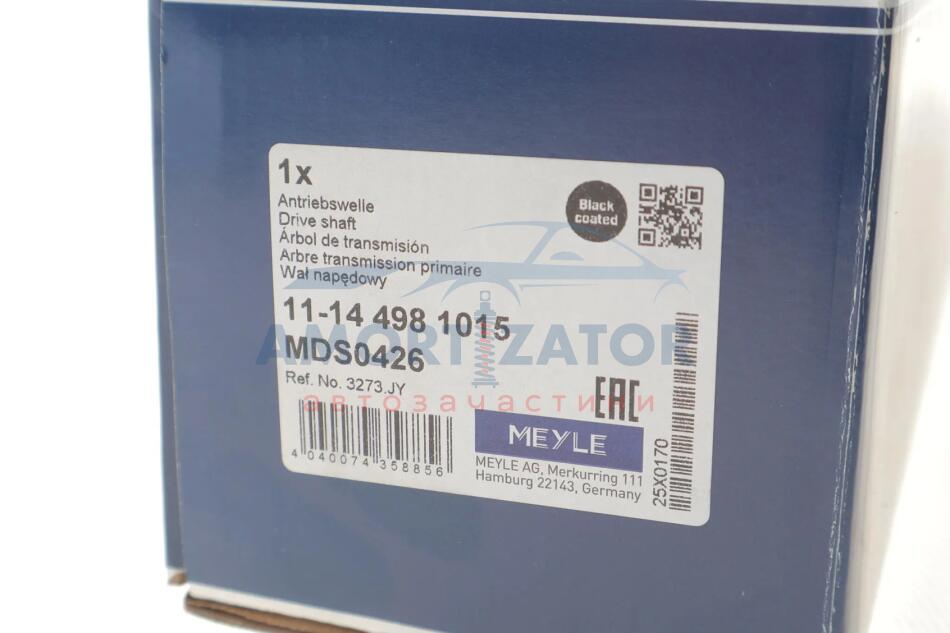 1x
Antriebswelle
Drive shaft
Árbol de transmisión
Arbre transmission primaire
Wał napędowy
Black
coated
11-14 498 1015
MDS0426
AMORTIZATOR
автозачастини
Ref. No. 3273.JY
EAC
4 040074 358856
MEYLE
MEYLE AG, Merkurring 111
Hamburg 22143, Germany
25X0170